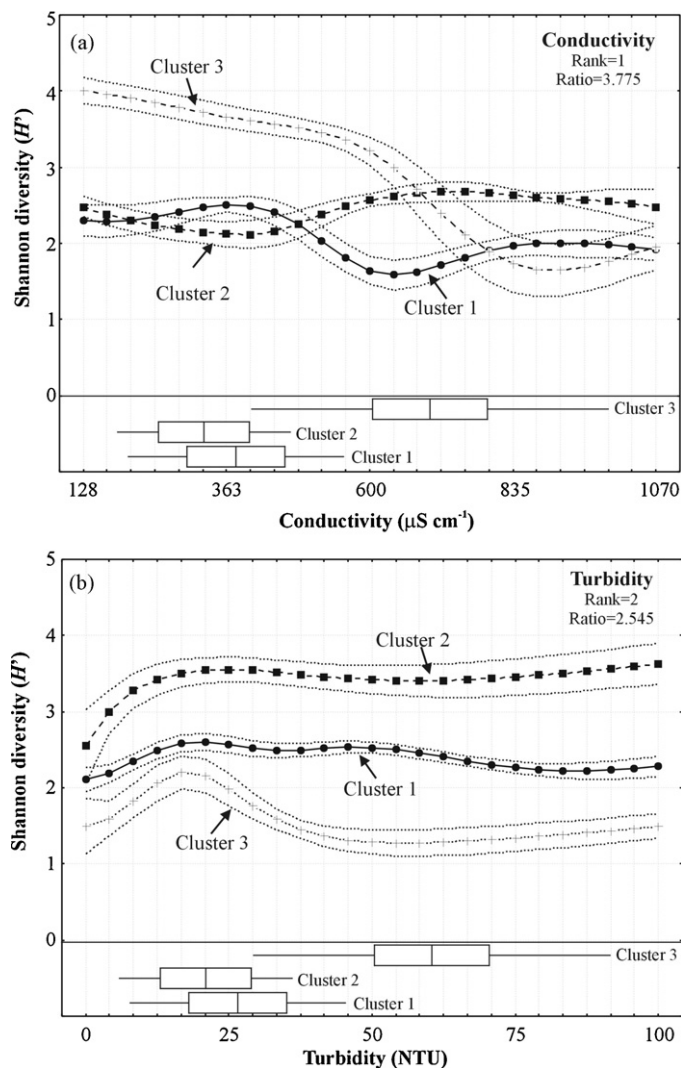 (a)
Conductivity
Rank=1
Ratio=3.775
Cluster 3
Cluster 2
Cluster 1
Shannon diversity (H')
5
4
3
2
1
0
Cluster 3
Cluster 2
Cluster 1
128 363 600 835 1070
Conductivity (µS cm⁻¹)
(b)
Turbidity
Rank=2
Ratio=2.545
Cluster 2
Cluster 1
Cluster 3
Shannon diversity (H')
5
4
3
2
1
0
Cluster 3
Cluster 2
Cluster 1
0 25 50 75 100
Turbidity (NTU)